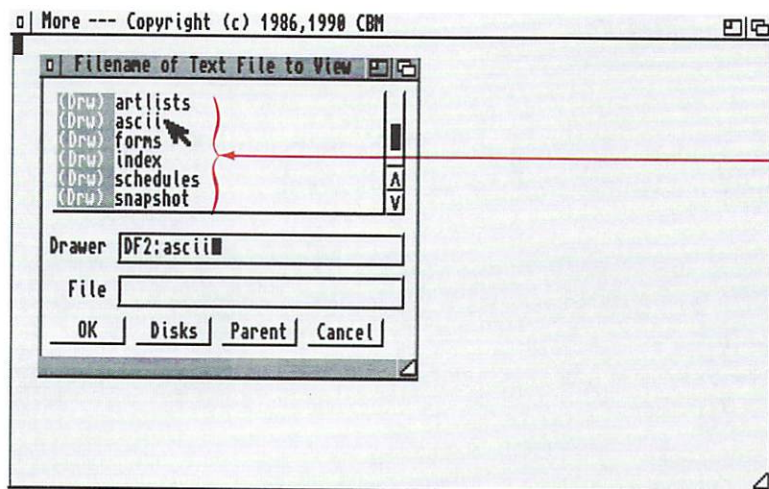 More --- Copyright (c) 1986,1990 CBM
Filename of Text File to View
(Drw) artlists
(Drw) ascii
(Drw) forms
(Drw) index
(Drw) schedules
(Drw) snapshot
Drawer DF2:ascii
File
OK Disks Parent Cancel